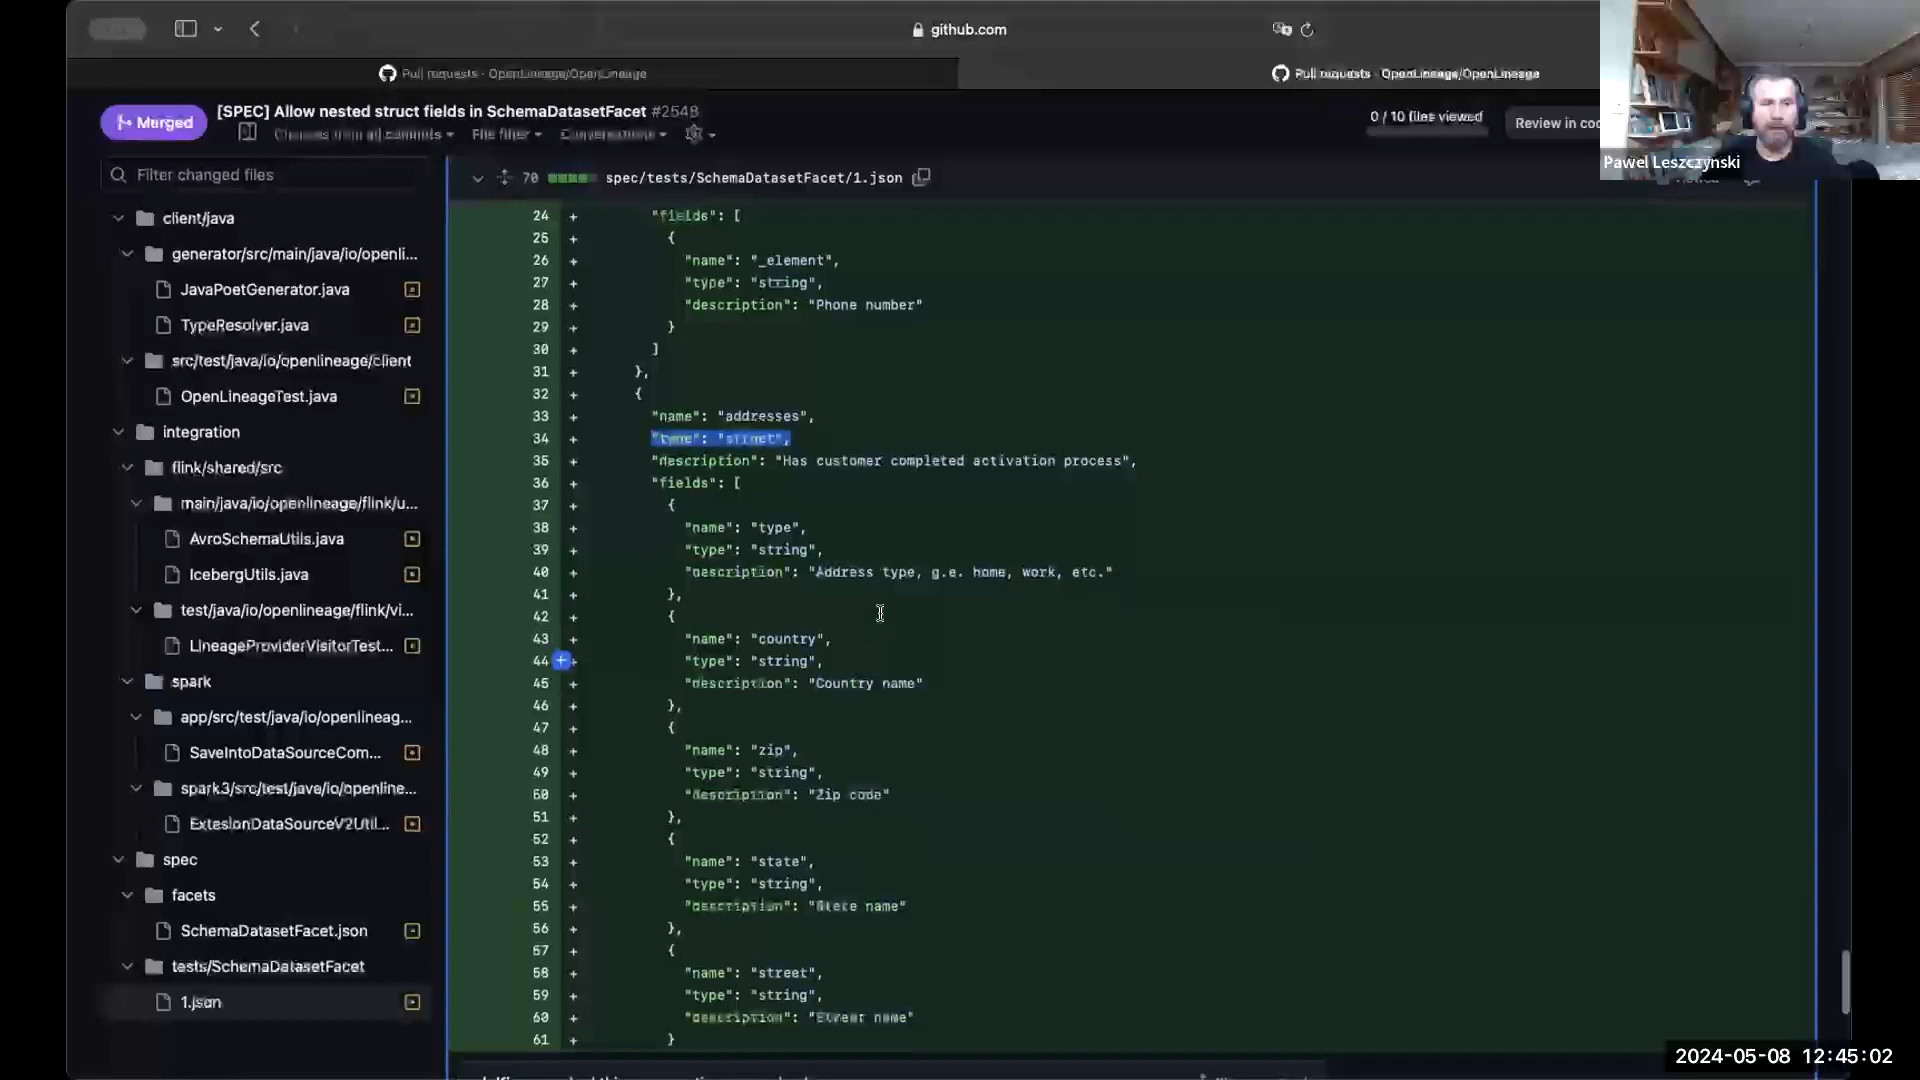 github.com
Pull requests · OpenLineage/OpenLineage
Pull requests · OpenLineage/OpenLineage
Merged
[SPEC] Allow nested struct fields in SchemaDatasetFacet #2548
Changes from all commits
File filter
Conversations
0 / 10 files viewed
Review in co
Pawel Leszczynski
Filter changed files
client/java
generator/src/main/java/io/openli...
JavaPoetGenerator.java
TypeResolver.java
src/test/java/io/openlineage/client
OpenLineageTest.java
integration
flink/shared/src
main/java/io/openlineage/flink/u...
AvroSchemaUtils.java
IcebergUtils.java
test/java/io/openlineage/flink/vi...
LineageProviderVisitorTest...
spark
app/src/test/java/io/openlineag...
SaveIntoDataSourceCom...
spark3/src/test/java/io/openline...
ExtesionDataSourceV2Util...
spec
facets
SchemaDatasetFacet.json
tests/SchemaDatasetFacet
1.json
70 spec/tests/SchemaDatasetFacet/1.json
24 + "fields": [
25 + {
26 + "name": "_element",
27 + "type": "string",
28 + "description": "Phone number"
29 + }
30 + ]
31 + },
32 + {
33 + "name": "addresses",
34 + "type":
35 + "description": "Has customer completed activation process",
36 + "fields": [
37 + {
38 + "name": "type",
39 + "type": "string",
40 + "description": "Address type, g.e. home, work, etc."
41 + },
42 + {
43 + "name": "country",
44 + "type": "string",
45 + "description": "Country name"
46 + },
47 + {
48 + "name": "zip",
49 + "type": "string",
50 + "description": "Zip code"
51 + },
52 + {
53 + "name": "state",
54 + "type": "string",
55 + "description": "State name"
56 + },
57 + {
58 + "name": "street",
59 + "type": "string",
60 + "description": "Street name"
61 + }
2024-05-08 12:45:02